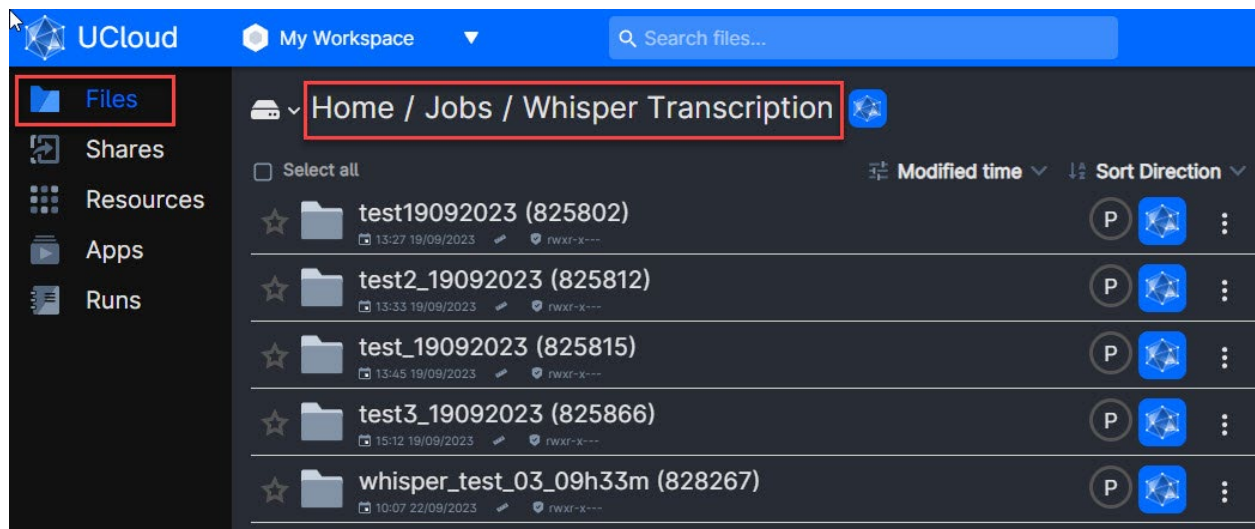 UCloud My Workspace Search files...
Files
Shares
Resources
Apps
Runs
Home / Jobs / Whisper Transcription
Select all Modified time Sort Direction
test19092023 (825802)
13:27 19/09/2023 rwxr-x---
P
test2_19092023 (825812)
13:33 19/09/2023 rwxr-x---
P
test_19092023 (825815)
13:45 19/09/2023 rwxr-x---
P
test3_19092023 (825866)
15:12 19/09/2023 rwxr-x---
P
whisper_test_03_09h33m (828267)
10:07 22/09/2023 rwxr-x---
P